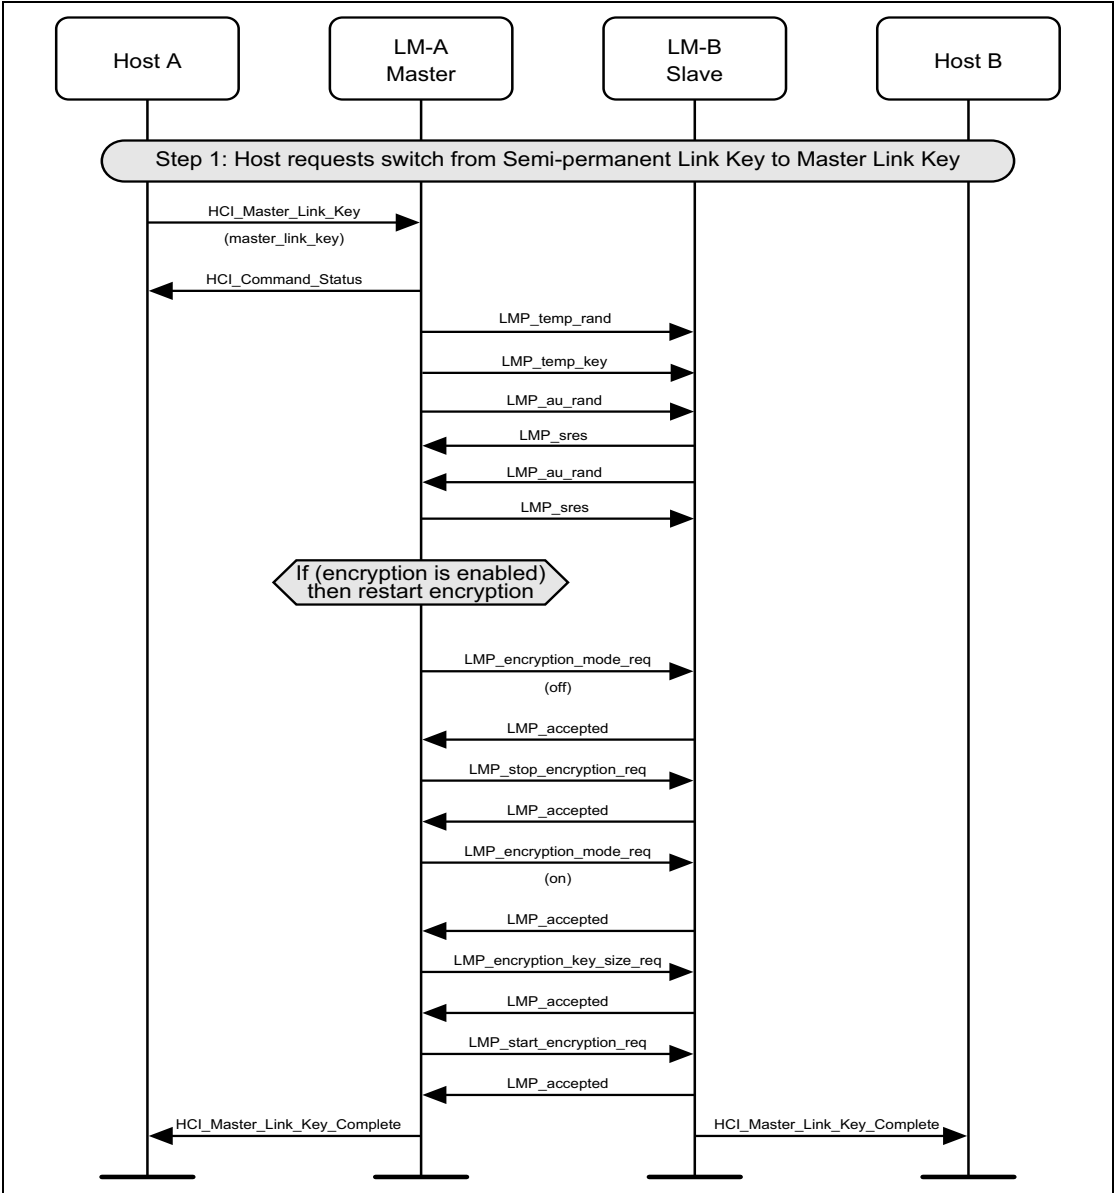 Host A
LM-A
Master
LM-B
Slave
Host B
Step 1: Host requests switch from Semi-permanent Link Key to Master Link Key
HCI_Master_Link_Key
(master_link_key)
HCI_Command_Status
LMP_temp_rand
LMP_temp_key
LMP_au_rand
LMP_sres
LMP_au_rand
LMP_sres
If (encryption is enabled)
then restart encryption
LMP_encryption_mode_req
(off)
LMP_accepted
LMP_stop_encryption_req
LMP_accepted
LMP_encryption_mode_req
(on)
LMP_accepted
LMP_encryption_key_size_req
LMP_accepted
LMP_start_encryption_req
LMP_accepted
HCI_Master_Link_Key_Complete
HCI_Master_Link_Key_Complete